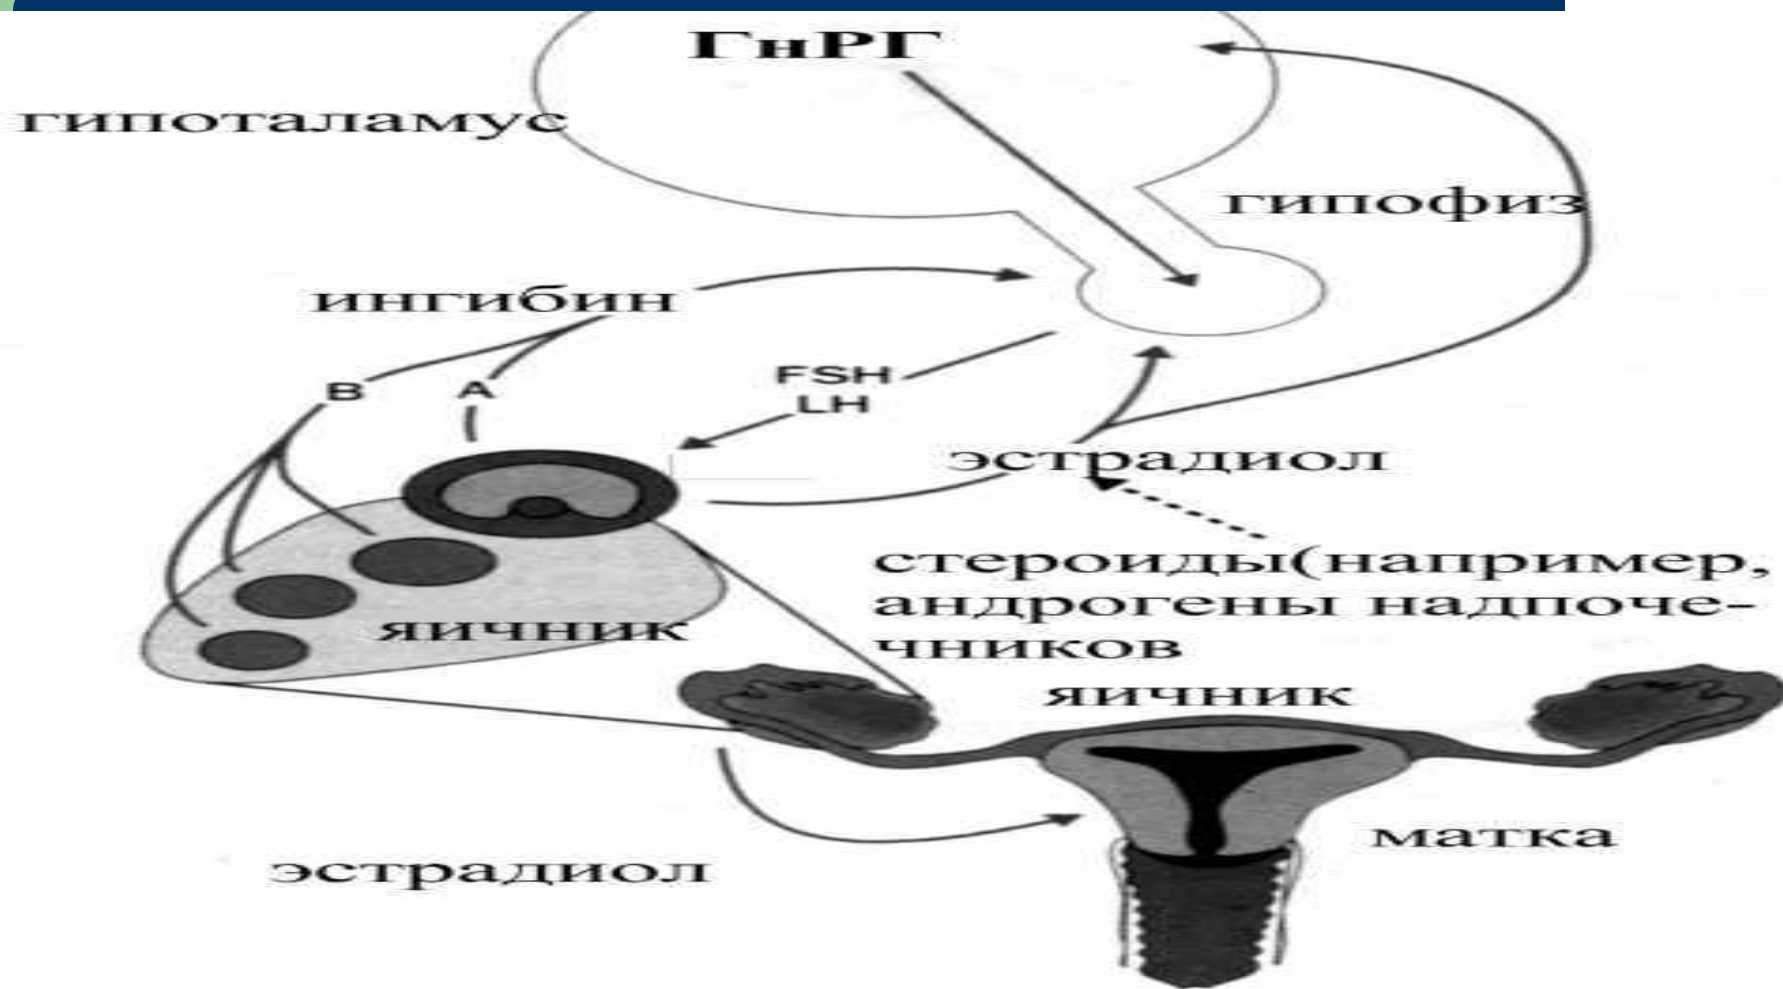 ГнРГ
гипоталамус
гипофиз
ингибин
B
A
FSH
LH
эстрадиол
стероиды(например,
андрогены надпоче-
чников
яичник
яичник
матка
эстрадиол